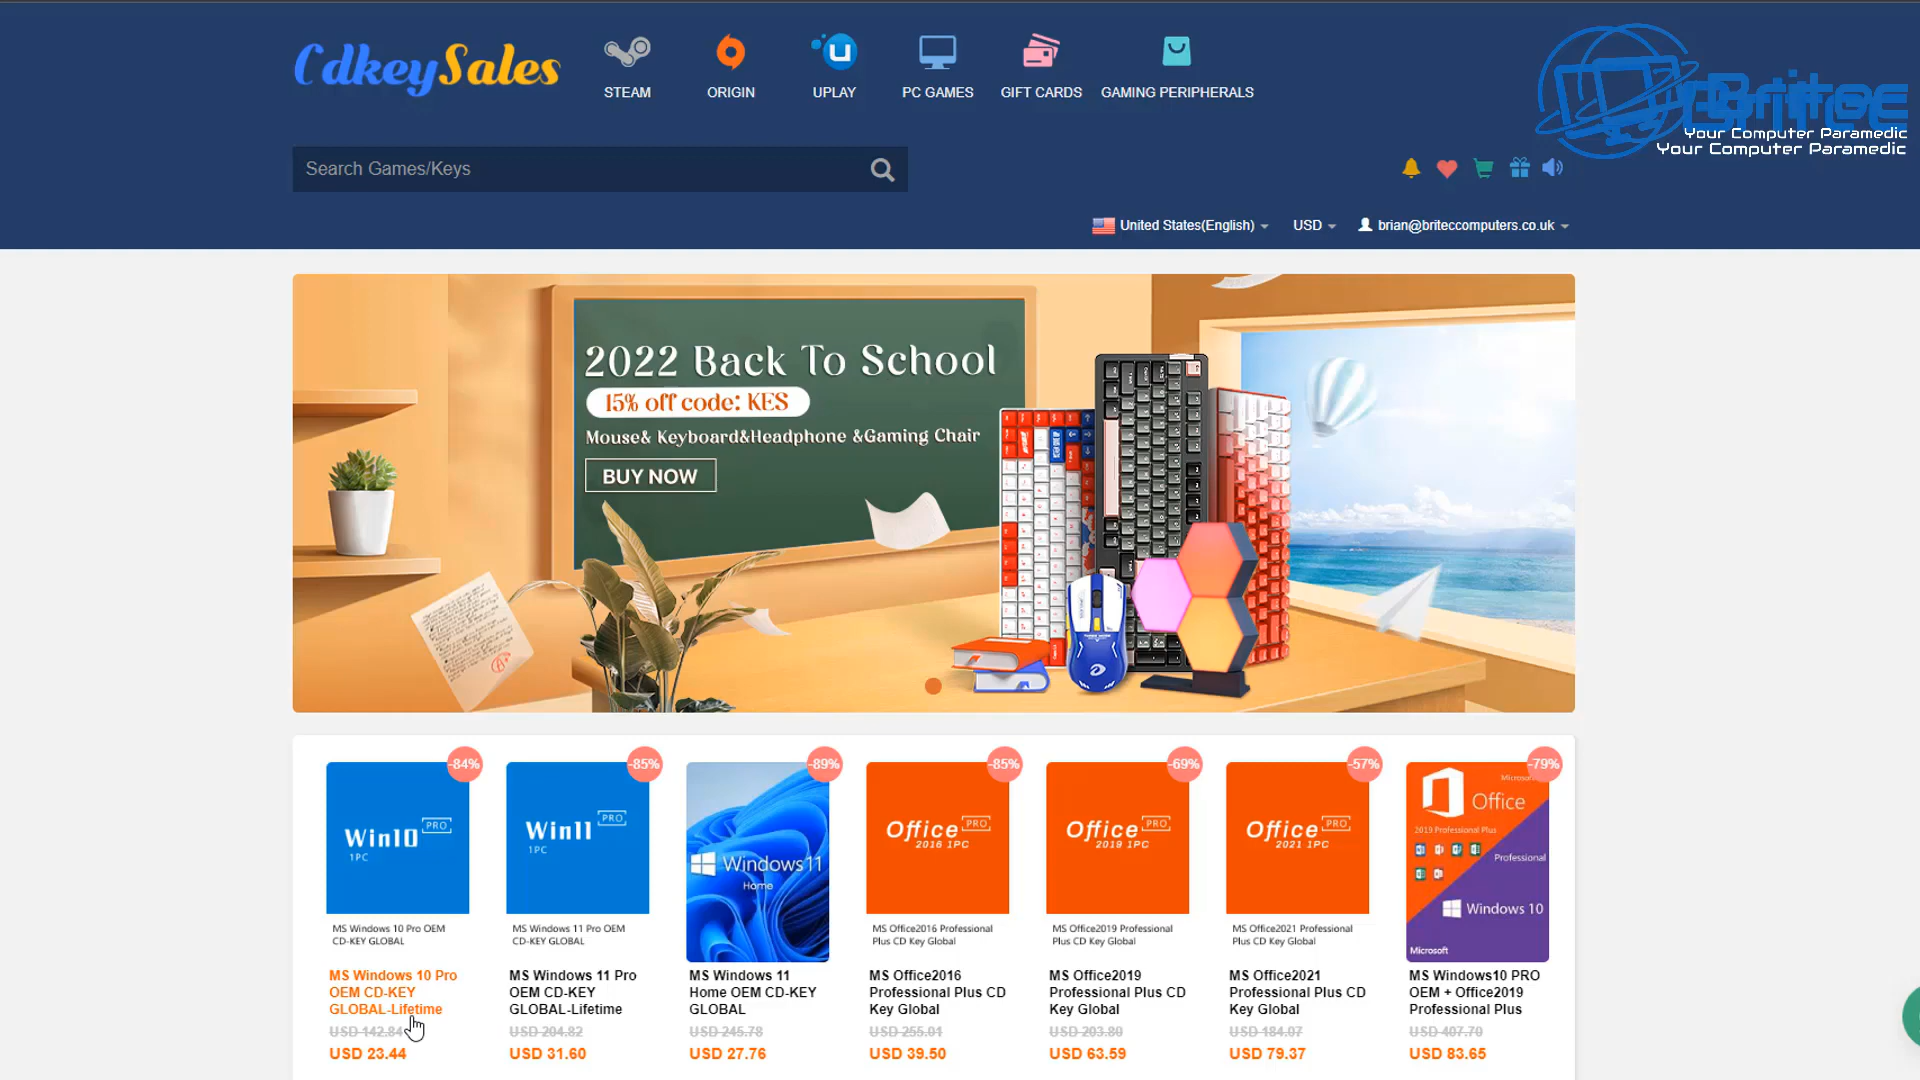 CdkeySales
STEAM
ORIGIN
UPLAY
PC GAMES
GIFT CARDS
GAMING PERIPHERALS
Britec
Your Computer Paramedic
Your Computer Paramedic
Search Games/Keys
United States(English)
USD
brian@briteccomputers.co.uk
2022 Back To School
15% off code: KES
Mouse& Keyboard&Headphone &Gaming Chair
BUY NOW
-84%
Win10 PRO
1PC
MS Windows 10 Pro OEM
CD-KEY GLOBAL
MS Windows 10 Pro
OEM CD-KEY
GLOBAL-Lifetime
USD 142.84
USD 23.44
-85%
Win11 PRO
1PC
MS Windows 11 Pro OEM
CD-KEY GLOBAL
MS Windows 11 Pro
OEM CD-KEY
GLOBAL-Lifetime
USD 204.82
USD 31.60
-89%
Windows 11
Home
MS Windows 11
Home OEM CD-KEY
GLOBAL
USD 245.78
USD 27.76
-85%
Office PRO
2016 1PC
MS Office2016 Professional
Plus CD Key Global
MS Office2016
Professional Plus CD
Key Global
USD 255.01
USD 39.50
-69%
Office PRO
2019 1PC
MS Office2019 Professional
Plus CD Key Global
MS Office2019
Professional Plus CD
Key Global
USD 203.80
USD 63.59
-57%
Office PRO
2021 1PC
MS Office2021 Professional
Plus CD Key Global
MS Office2021
Professional Plus CD
Key Global
USD 184.07
USD 79.37
-79%
Office
2019 Professional Plus
Professional
Windows 10
Microsoft
MS Windows10 PRO
OEM + Office2019
Professional Plus
USD 407.70
USD 83.65